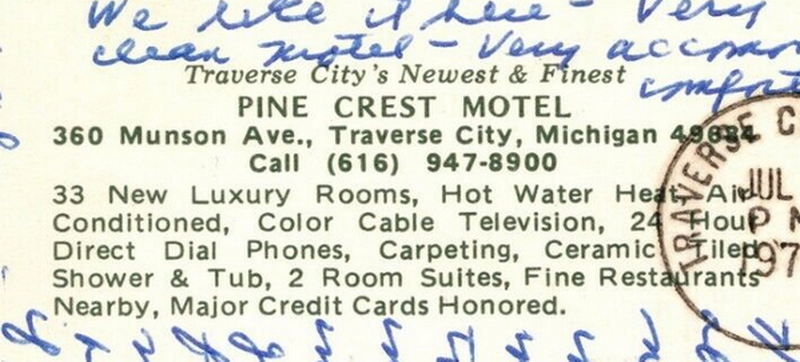 We like it here - Very
clean motel - Very
Traverse City's Newest & Finest
PINE CREST MOTEL
360 Munson Ave., Traverse City, Michigan 49684
Call (616) 947-8900
33 New Luxury Rooms, Hot Water Heat, Air
Conditioned, Color Cable Television, 24 Hour
Direct Dial Phones, Carpeting, Ceramic Tiled
Shower & Tub, 2 Room Suites, Fine Restaurants
Nearby, Major Credit Cards Honored.
TRAVERSE C
JUL
PM
197